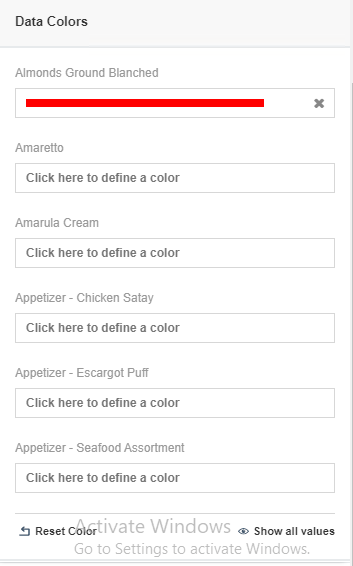 Data Colors
Almonds Ground Blanched
Amaretto
Click here to define a color
Amarula Cream
Click here to define a color
Appetizer - Chicken Satay
Click here to define a color
Appetizer - Escargot Puff
Click here to define a color
Appetizer - Seafood Assortment
Click here to define a color
Reset Color
Show all values
Activate Windows
Go to Settings to activate Windows.